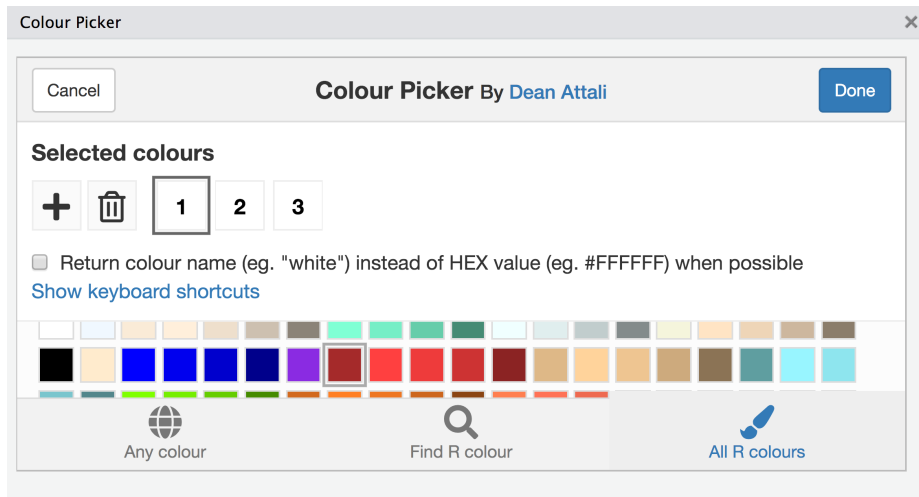 Colour Picker
Cancel
Colour Picker By Dean Attali
Done
Selected colours
1 2 3
Return colour name (eg. "white") instead of HEX value (eg. #FFFFFF) when possible
Show keyboard shortcuts
Any colour
Find R colour
All R colours